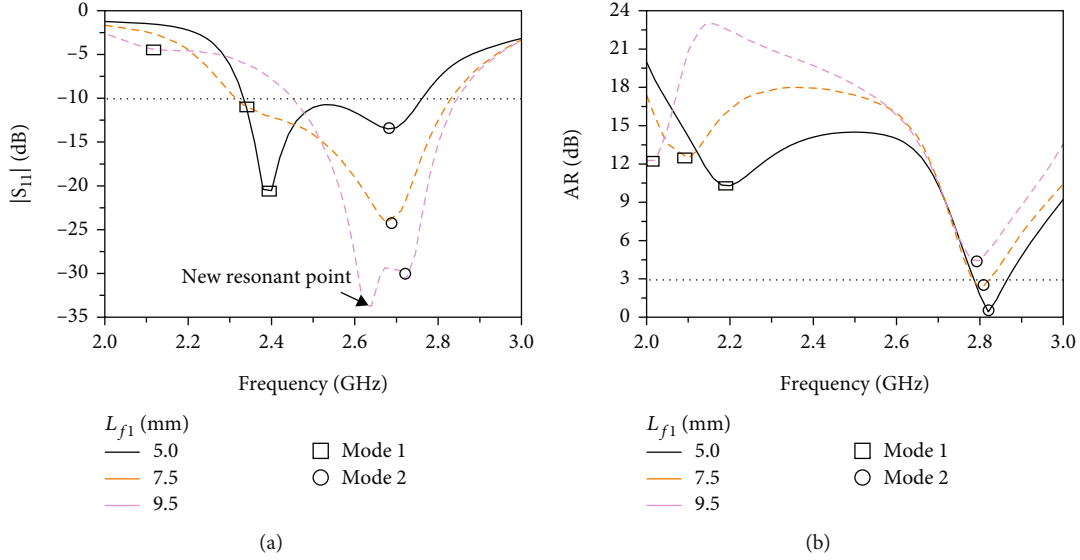 0
−5
−10
−15
−20
−25
−30
−35
|S11| (dB)
New resonant point
2.0 2.2 2.4 2.6 2.8 3.0
Frequency (GHz)
Lf1 (mm)
5.0
7.5
9.5
Mode 1
Mode 2
(a)
24
21
18
15
12
9
6
3
0
AR (dB)
2.0 2.2 2.4 2.6 2.8 3.0
Frequency (GHz)
Lf1 (mm)
5.0
7.5
9.5
Mode 1
Mode 2
(b)